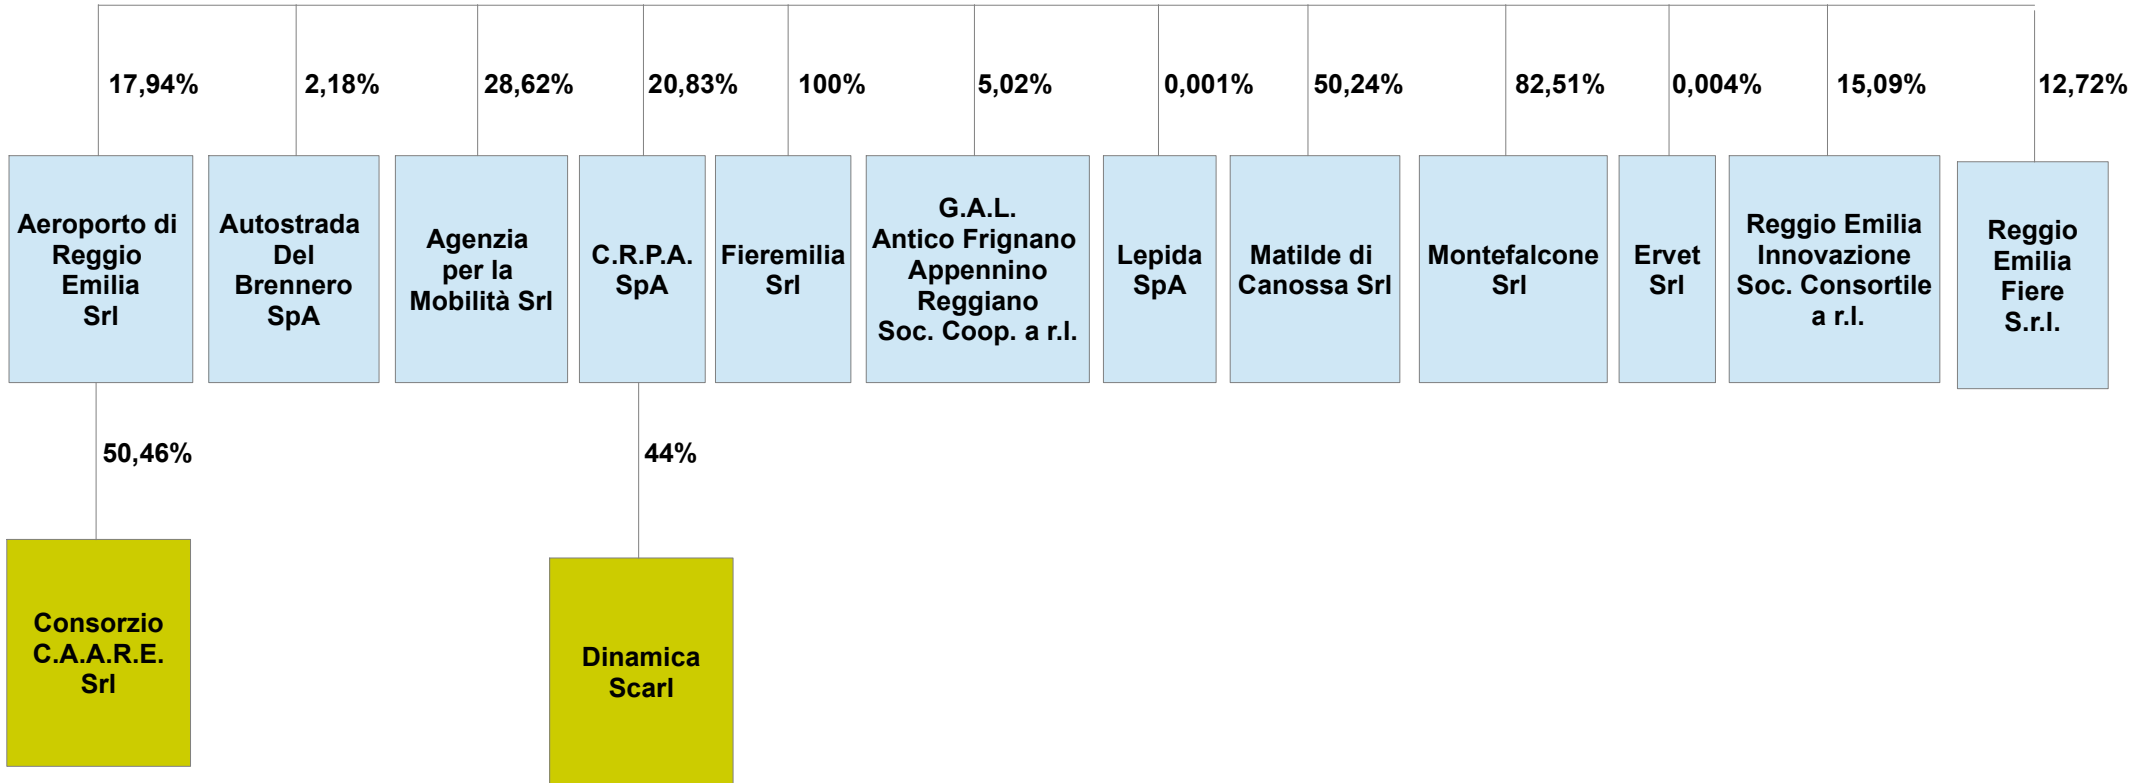 17,94%
2,18%
28,62%
20,83%
100%
5,02%
0,001%
50,24%
82,51%
0,004%
15,09%
12,72%
Aeroporto di
Reggio
Emilia
Srl
Autostrada
Del
Brennero
SpA
Agenzia
per la
Mobilità Srl
C.R.P.A.
SpA
Fieremilia
Srl
G.A.L.
Antico Frignano
Appennino
Reggiano
Soc. Coop. a r.l.
Lepida
SpA
Matilde di
Canossa Srl
Montefalcone
Srl
Ervet
Srl
Reggio Emilia
Innovazione
Soc. Consortile
a r.l.
Reggio
Emilia
Fiere
S.r.l.
50,46%
44%
Consorzio
C.A.A.R.E.
Srl
Dinamica
Scarl